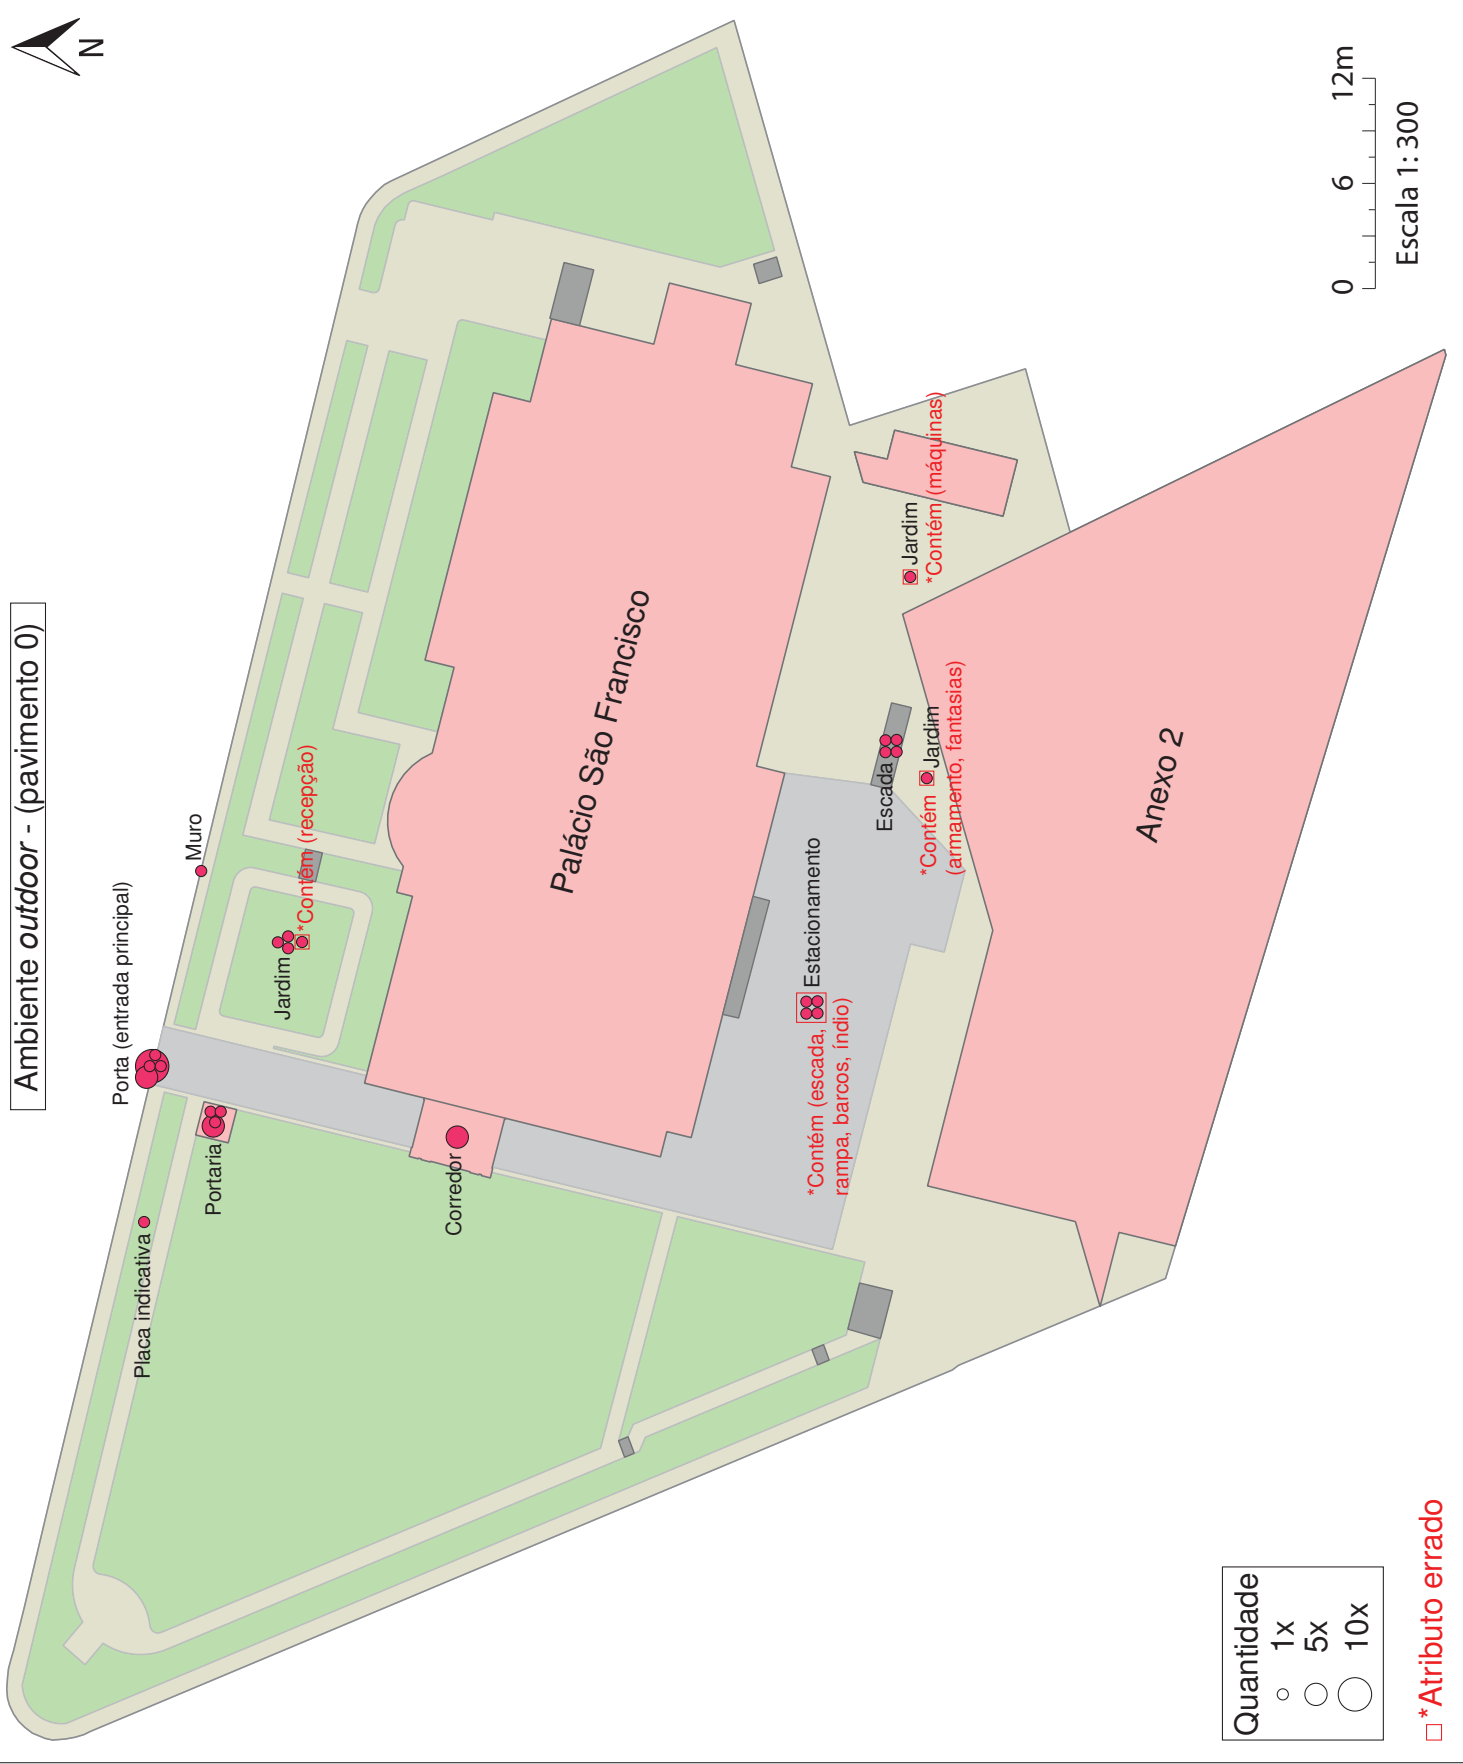 Ambiente outdoor - (pavimento 0)
N
Placa indicativa
Porta (entrada principal)
Muro
Portaria
Jardim
*Contém (recepção)
Corredor
Palácio São Francisco
Estacionamento
*Contém (escada,
rampa, barcos, índio)
Escada
Jardim
*Contém
(armamento, fantasias)
Jardim
*Contém (máquinas)
Anexo 2
Quantidade
1x
5x
10x
*Atributo errado
0 6 12m
Escala 1:300